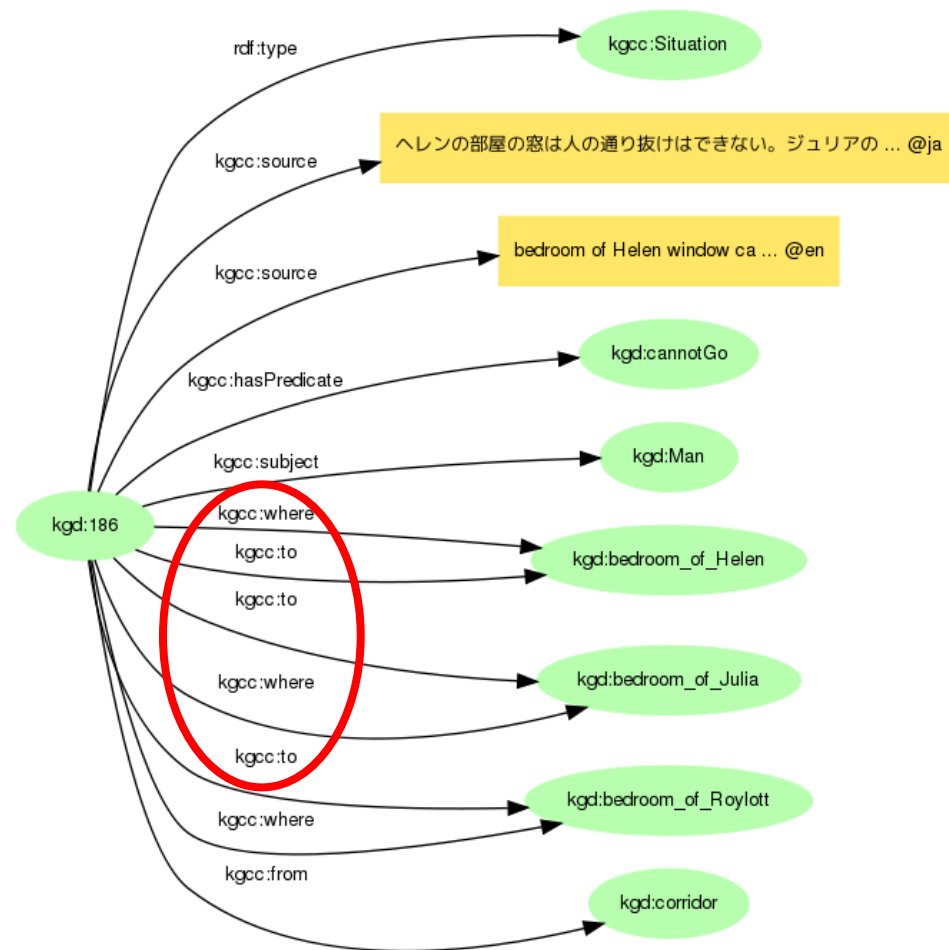 rdf:type
kgcc:Situation
kgcc:source
ヘレンの部屋の窓は人の通り抜けはできない。ジュリアの ... @ja
kgcc:source
bedroom of Helen window ca ... @en
kgcc:hasPredicate
kgd:cannotGo
kgcc:subject
kgd:Man
kgd:186
kgcc:where
kgcc:to
kgd:bedroom_of_Helen
kgcc:to
kgcc:where
kgd:bedroom_of_Julia
kgcc:to
kgcc:where
kgd:bedroom_of_Roylott
kgcc:from
kgd:corridor